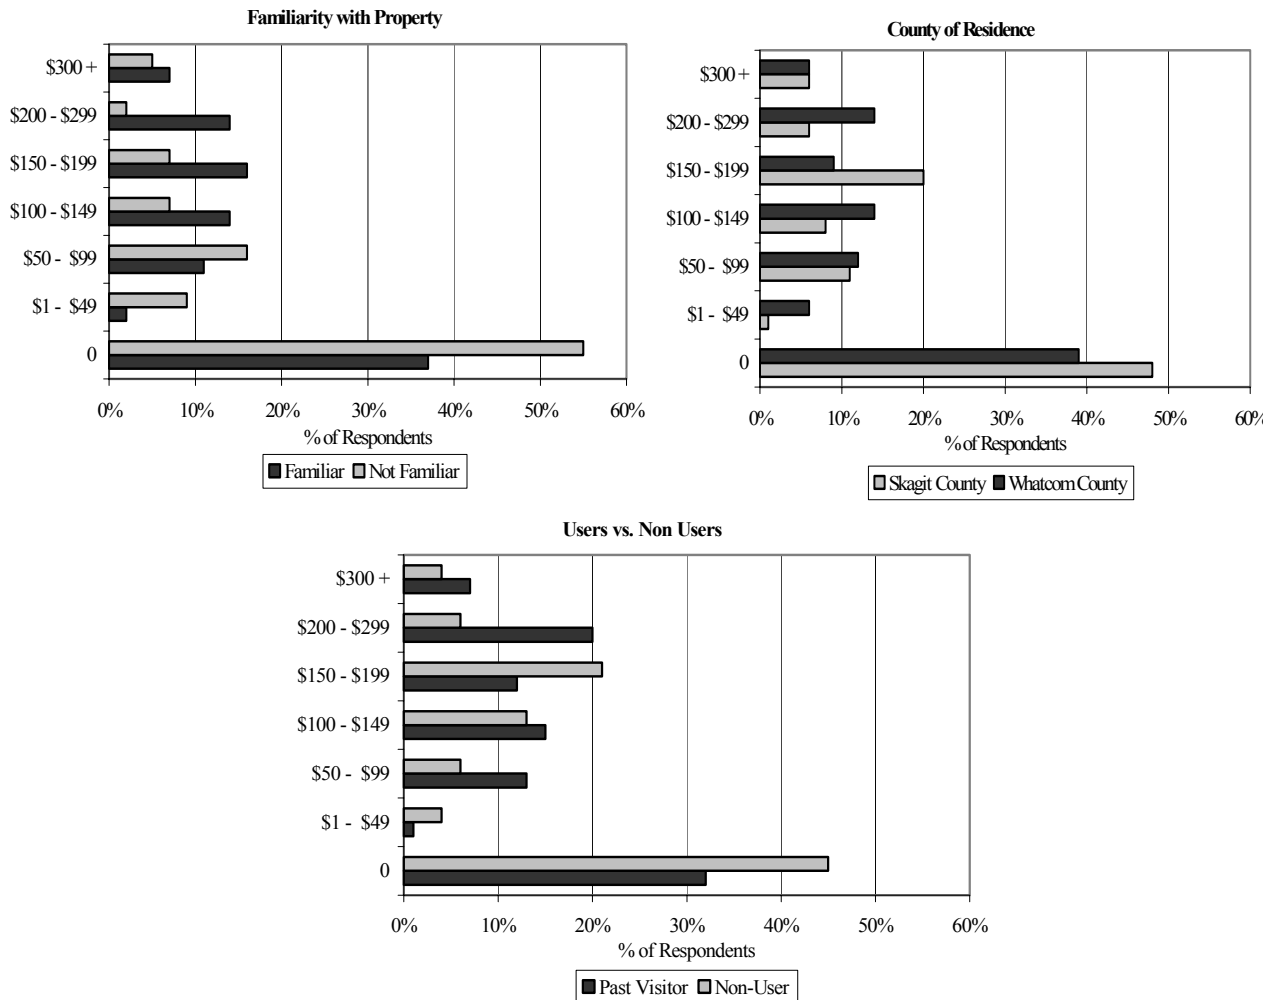 Familiarity with Property
$300 +
$200 - $299
$150 - $199
$100 - $149
$50 - $99
$1 - $49
0
0% 10% 20% 30% 40% 50% 60%
% of Respondents
Familiar Not Familiar
County of Residence
$300 +
$200 - $299
$150 - $199
$100 - $149
$50 - $99
$1 - $49
0
0% 10% 20% 30% 40% 50% 60%
% of Respondents
Skagit County Whatcom County
Users vs. Non Users
$300 +
$200 - $299
$150 - $199
$100 - $149
$50 - $99
$1 - $49
0
0% 10% 20% 30% 40% 50% 60%
% of Respondents
Past Visitor Non-User